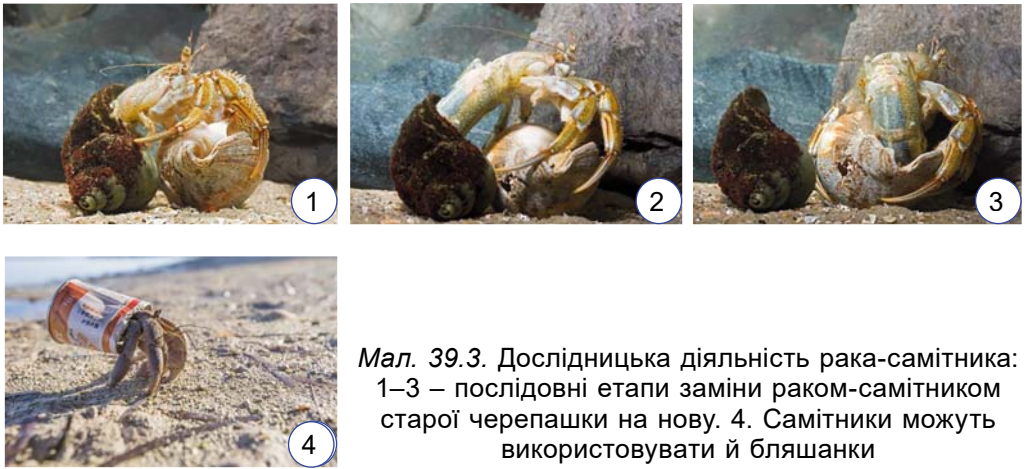 1
2
3
4
Мал. 39.3. Дослідницька діяльність рака-самітника:
1–3 – послідовні етапи заміни раком-самітником
старої черепашки на нову. 4. Самітники можуть
використовувати й бляшанки